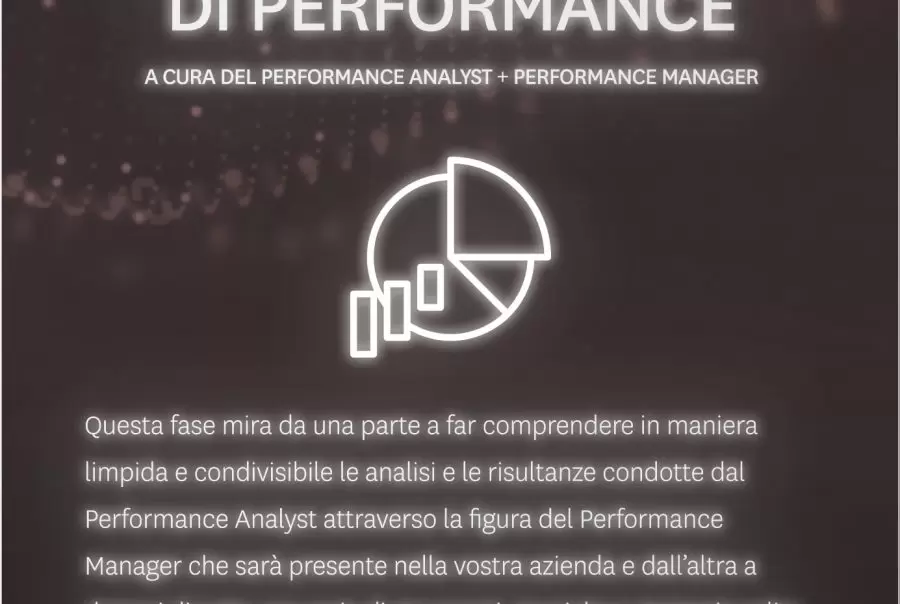 DI PERFORMANCE
A CURA DEL PERFORMANCE ANALYST + PERFORMANCE MANAGER
Questa fase mira da una parte a far comprendere in maniera
limpida e condivisibile le analisi e le risultanze condotte dal
Performance Analyst attraverso la figura del Performance
Manager che sarà presente nella vostra azienda e dall’altra a